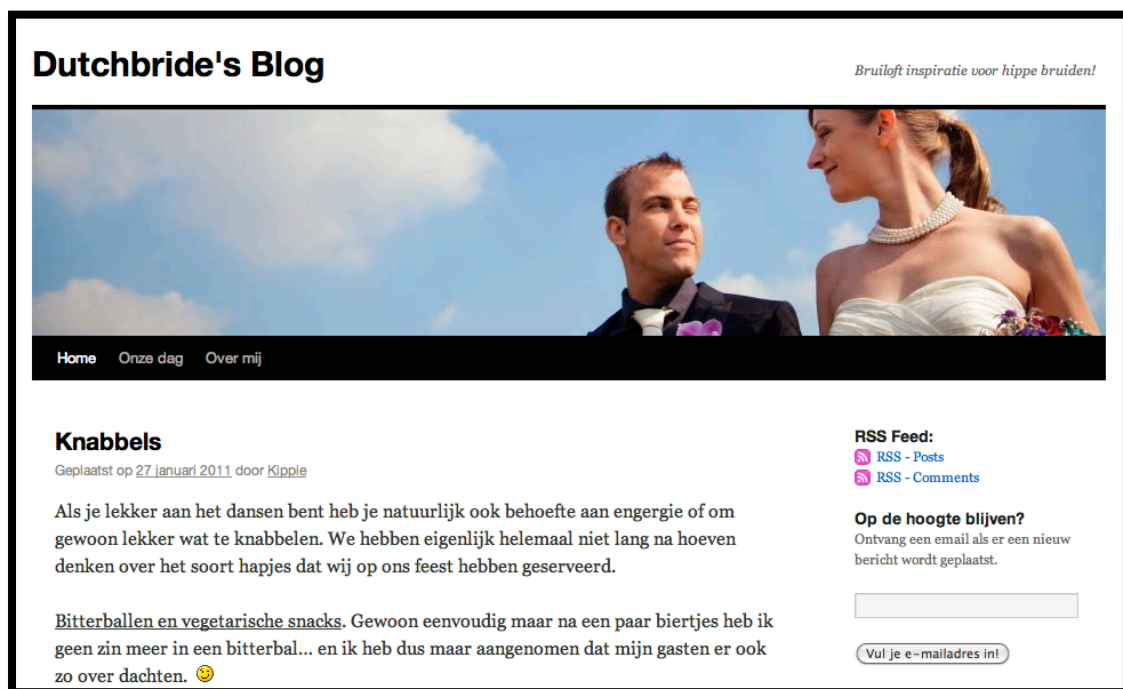 Dutchbride's Blog
Bruiloft inspiratie voor hippe bruiden!
Home Onze dag Over mij
Knabbels
Geplaatst op 27 januari 2011 door Kippie
Als je lekker aan het dansen bent heb je natuurlijk ook behoefte aan engergie of om
gewoon lekker wat te knabbelen. We hebben eigenlijk helemaal niet lang na hoeven
denken over het soort hapjes dat wij op ons feest hebben geserveerd.
Bitterballen en vegetarische snacks. Gewoon eenvoudig maar na een paar biertjes heb ik
geen zin meer in een bitterbal... en ik heb dus maar aangenomen dat mijn gasten er ook
zo over dachten.
RSS Feed:
RSS - Posts
RSS - Comments
Op de hoogte blijven?
Ontvang een email als er een nieuw
bericht wordt geplaatst.
Vul je e-mailadres in!